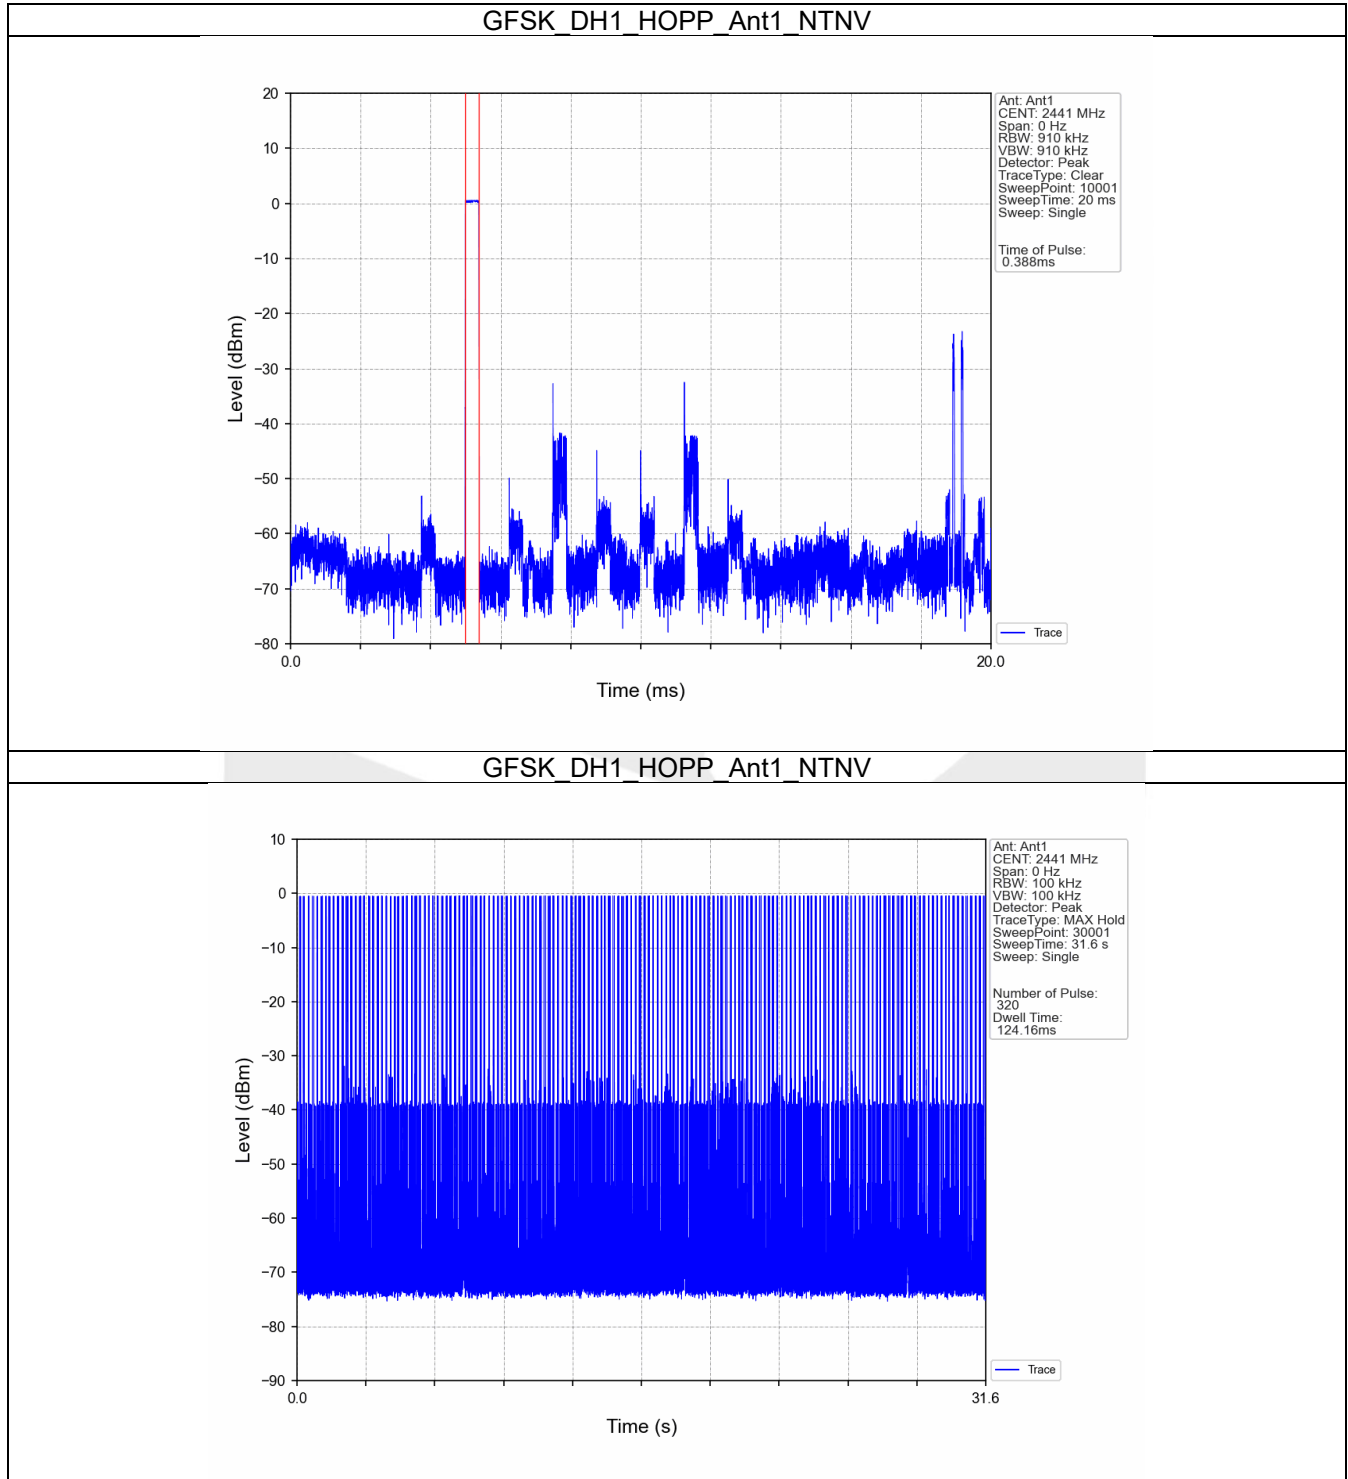 GFSK_DH1_HOPP_Ant1_NTNV
20
10
0
−10
−20
−30
−40
−50
−60
−70
−80
Level (dBm)
0.0
20.0
Time (ms)
Ant: Ant1
CENT: 2441 MHz
Span: 0 Hz
RBW: 910 kHz
VBW: 910 kHz
Detector: Peak
TraceType: Clear
SweepPoint: 10001
SweepTime: 20 ms
Sweep: Single
Time of Pulse:
0.388ms
Trace
GFSK_DH1_HOPP_Ant1_NTNV
10
0
−10
−20
−30
−40
−50
−60
−70
−80
−90
Level (dBm)
0.0
31.6
Time (s)
Ant: Ant1
CENT: 2441 MHz
Span: 0 Hz
RBW: 100 kHz
VBW: 100 kHz
Detector: Peak
TraceType: MAX Hold
SweepPoint: 30001
SweepTime: 31.6 s
Sweep: Single
Number of Pulse:
320
Dwell Time:
124.16ms
Trace